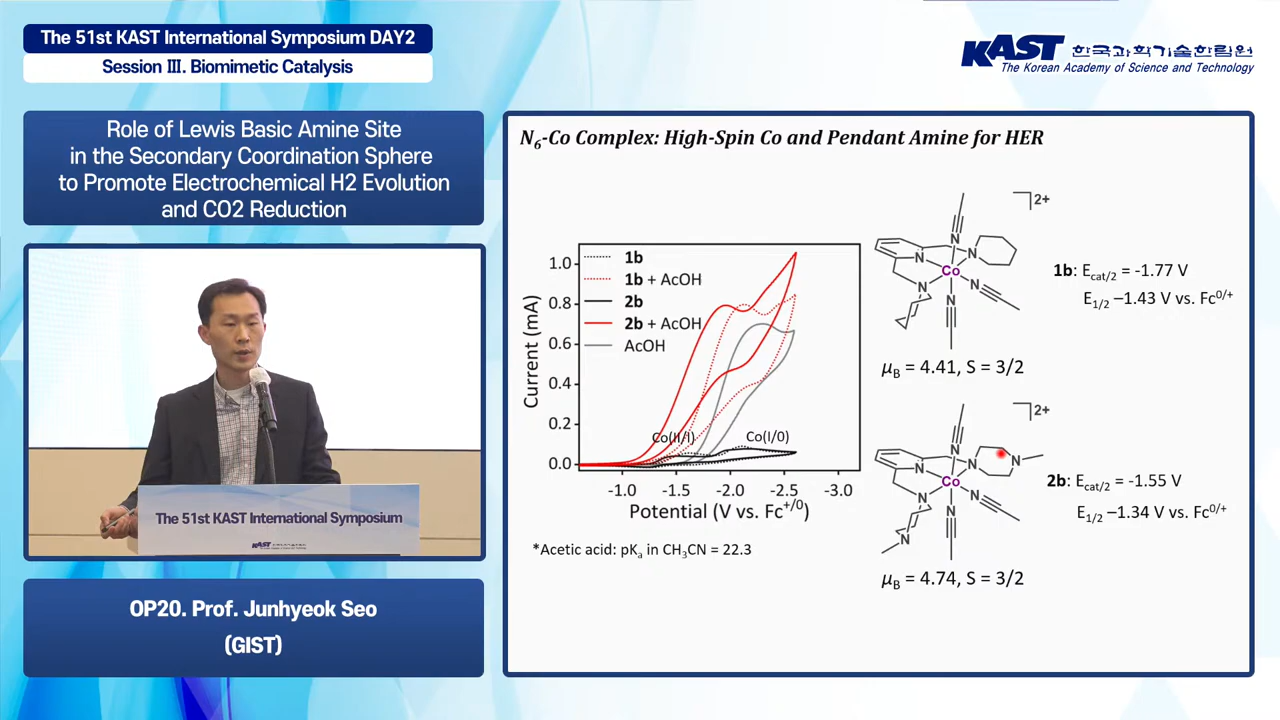 The 51st KAST International Symposium DAY2
Session Ⅲ. Biomimetic Catalysis
KAST 한국과학기술한림원
The Korean Academy of Science and Technology
Role of Lewis Basic Amine Site
in the Secondary Coordination Sphere
to Promote Electrochemical H2 Evolution
and CO2 Reduction
The 51st KAST International Symposium
KAST
OP20. Prof. Junhyeok Seo
(GIST)
N6-Co Complex: High-Spin Co and Pendant Amine for HER
Current (mA)
1.0
0.8
0.6
0.4
0.2
0.0
1b
1b + AcOH
2b
2b + AcOH
AcOH
Co(II/I)
Co(I/0)
-1.0 -1.5 -2.0 -2.5 -3.0
Potential (V vs. Fc+/0)
*Acetic acid: pKa in CH3CN = 22.3
2+
N
N
N
Co
N
N
N
1b: Ecat/2 = -1.77 V
E1/2 –1.43 V vs. Fc0/+
μB = 4.41, S = 3/2
2+
N
N
N
N
Co
N
N
N
N
2b: Ecat/2 = -1.55 V
E1/2 –1.34 V vs. Fc0/+
μB = 4.74, S = 3/2